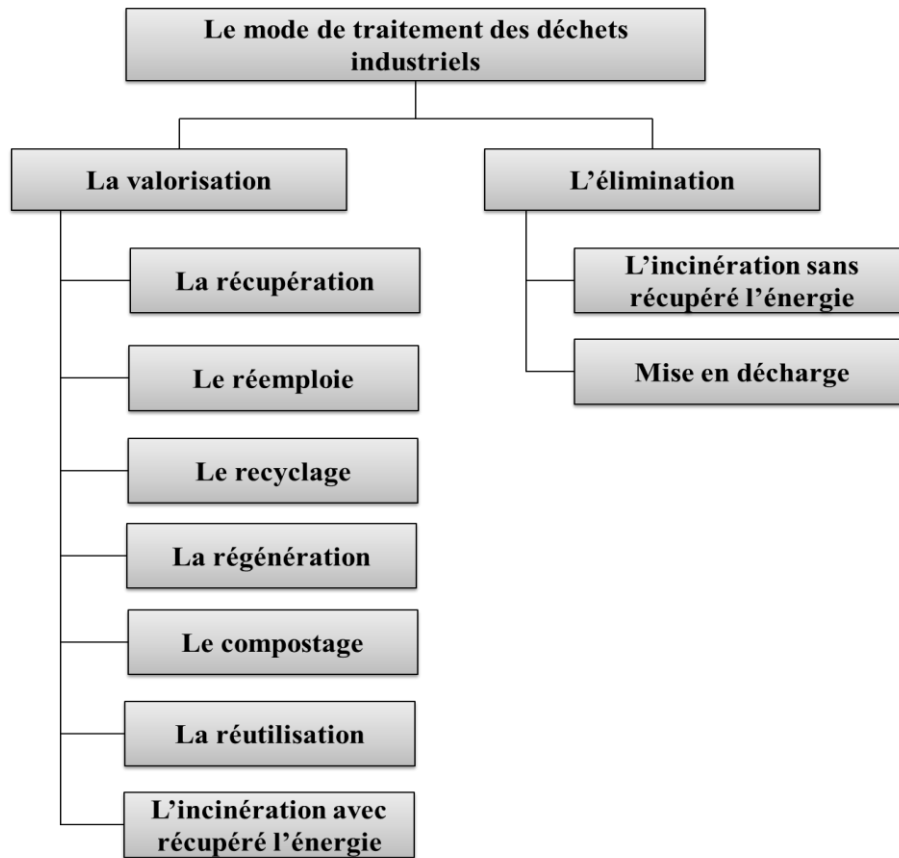 Le mode de traitement des déchets
industriels
La valorisation
L’élimination
La récupération
L’incinération sans
récupéré l’énergie
Le réemploie
Mise en décharge
Le recyclage
La régénération
Le compostage
La réutilisation
L’incinération avec
récupéré l’énergie